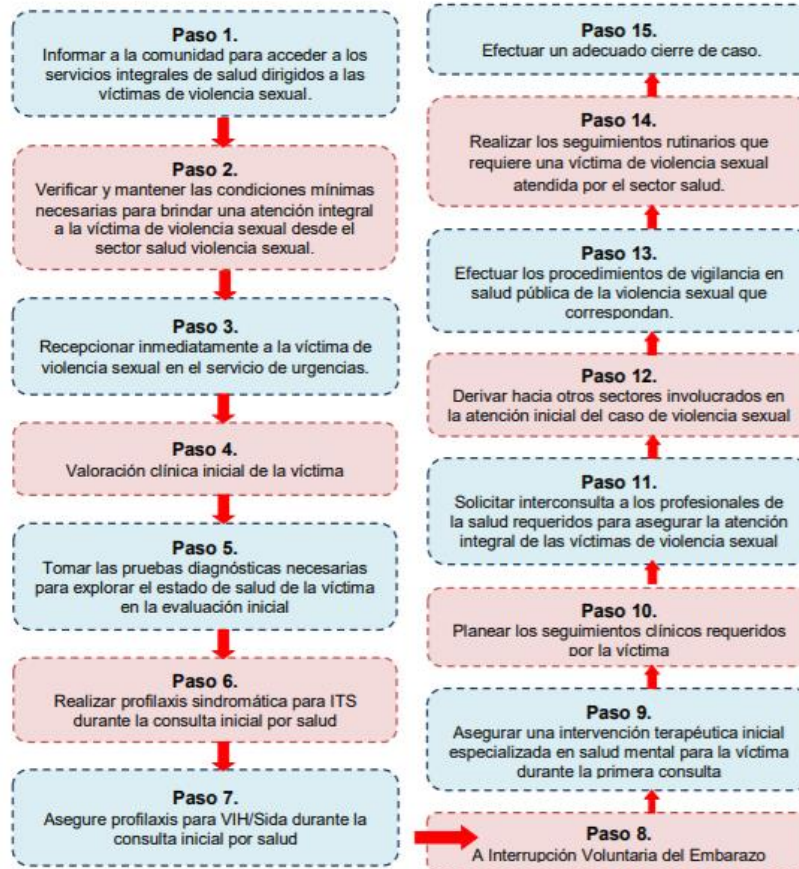 Paso 1.
Informar a la comunidad para acceder a los
servicios integrales de salud dirigidos a las
víctimas de violencia sexual.
Paso 2.
Verificar y mantener las condiciones mínimas
necesarias para brindar una atención integral
a la víctima de violencia sexual desde el
sector salud violencia sexual.
Paso 3.
Recepcionar inmediatamente a la víctima de
violencia sexual en el servicio de urgencias.
Paso 4.
Valoración clínica inicial de la víctima
Paso 5.
Tomar las pruebas diagnósticas necesarias
para explorar el estado de salud de la víctima
en la evaluación inicial
Paso 6.
Realizar profilaxis sindromática para ITS
durante la consulta inicial por salud
Paso 7.
Asegure profilaxis para VIH/Sida durante la
consulta inicial por salud
Paso 8.
A Interrupción Voluntaria del Embarazo
Paso 9.
Asegurar una intervención terapéutica inicial
especializada en salud mental para la víctima
durante la primera consulta
Paso 10.
Planear los seguimientos clínicos requeridos
por la víctima
Paso 11.
Solicitar interconsulta a los profesionales de
la salud requeridos para asegurar la atención
integral de las víctimas de violencia sexual
Paso 12.
Derivar hacia otros sectores involucrados en
la atención inicial del caso de violencia sexual
Paso 13.
Efectuar los procedimientos de vigilancia en
salud pública de la violencia sexual que
correspondan.
Paso 14.
Realizar los seguimientos rutinarios que
requiere una víctima de violencia sexual
atendida por el sector salud.
Paso 15.
Efectuar un adecuado cierre de caso.